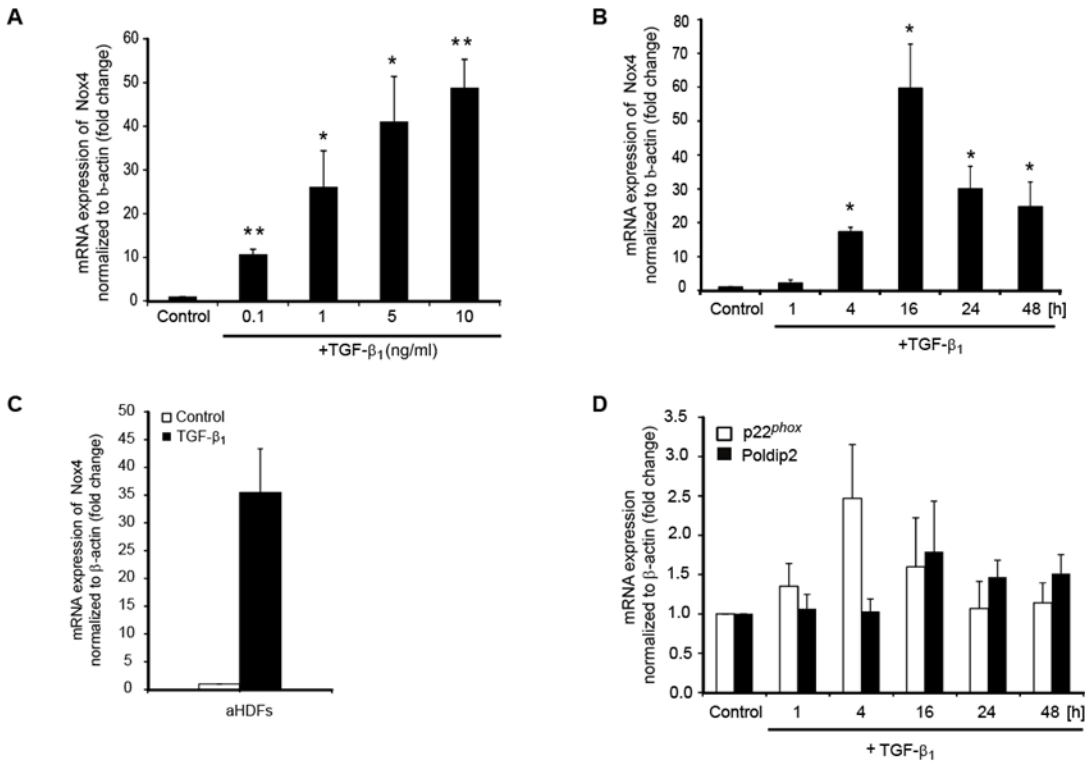 A
mRNA expression of Nox4
normalized to b-actin (fold change)
60
50
40
30
20
10
0
**
*
*
**
Control 0.1 1 5 10
+TGF-β1(ng/ml)
B
mRNA expression of Nox4
normalized to b-actin (fold change)
80
70
60
50
40
30
20
10
0
*
*
*
*
Control 1 4 16 24 48 [h]
+TGF-β1
C
mRNA expression of Nox4
normalized to β-actin (fold change)
50
45
40
35
30
25
20
15
10
5
0
Control
TGF-β1
aHDFs
D
mRNA expression
normalized to β-actin (fold change)
3.5
3.0
2.5
2.0
1.5
1.0
0.5
0.0
p22phox
Poldip2
Control 1 4 16 24 48 [h]
+ TGF-β1